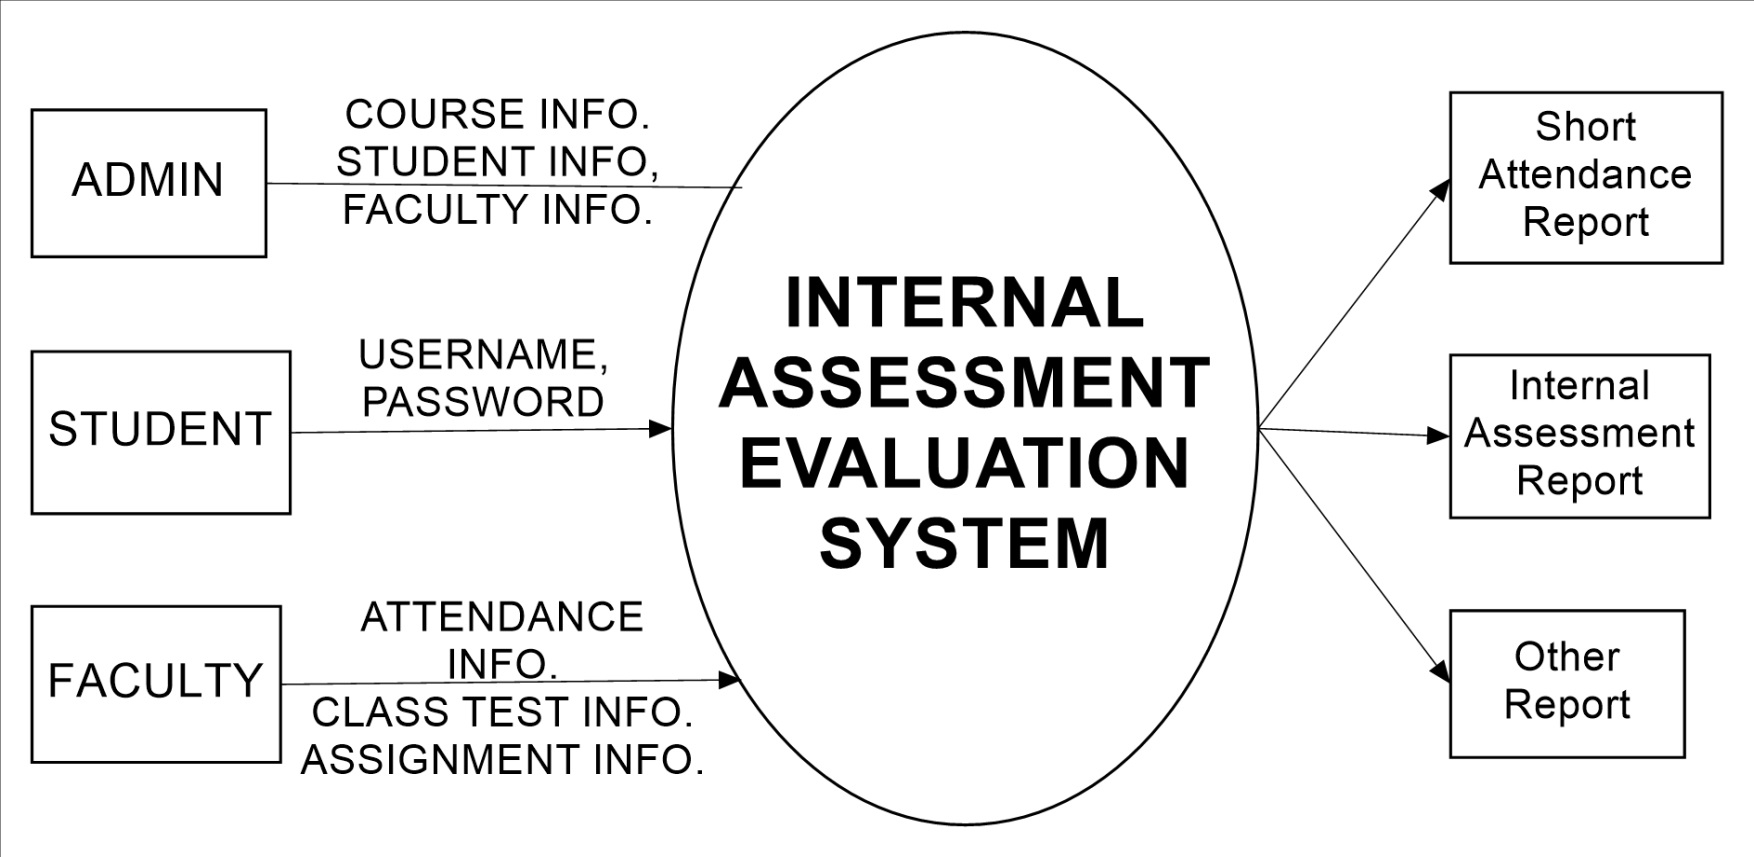 ADMIN
COURSE INFO.
STUDENT INFO,
FACULTY INFO.
STUDENT
USERNAME,
PASSWORD
FACULTY
ATTENDANCE
INFO.
CLASS TEST INFO.
ASSIGNMENT INFO.
INTERNAL
ASSESSMENT
EVALUATION
SYSTEM
Short
Attendance
Report
Internal
Assessment
Report
Other
Report